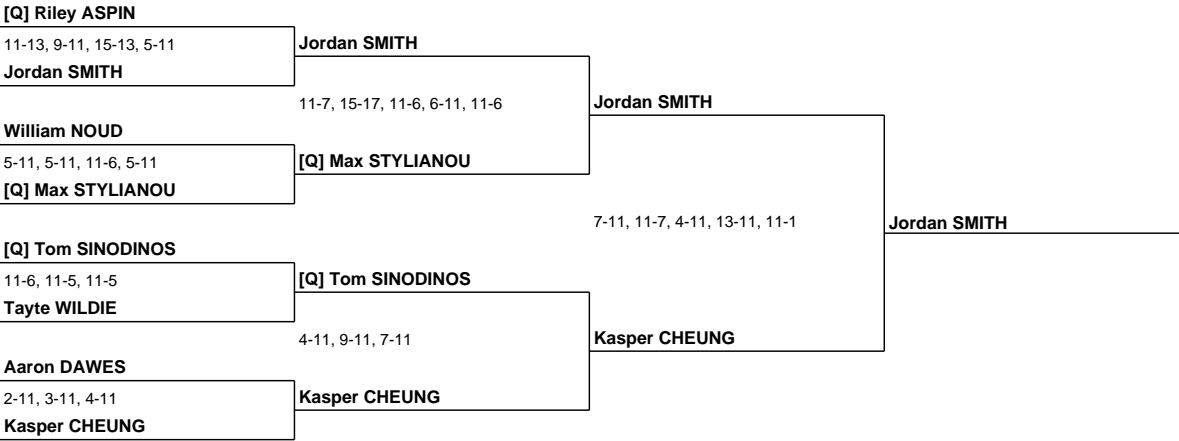 [Q] Riley ASPIN
11-13, 9-11, 15-13, 5-11
Jordan SMITH
William NOUD
5-11, 5-11, 11-6, 5-11
[Q] Max STYLIANOU
[Q] Tom SINODINOS
11-6, 11-5, 11-5
Tayte WILDIE
Aaron DAWES
2-11, 3-11, 4-11
Kasper CHEUNG
Jordan SMITH
11-7, 15-17, 11-6, 6-11, 11-6
[Q] Max STYLIANOU
[Q] Tom SINODINOS
4-11, 9-11, 7-11
Kasper CHEUNG
Jordan SMITH
7-11, 11-7, 4-11, 13-11, 11-1
Kasper CHEUNG
Jordan SMITH